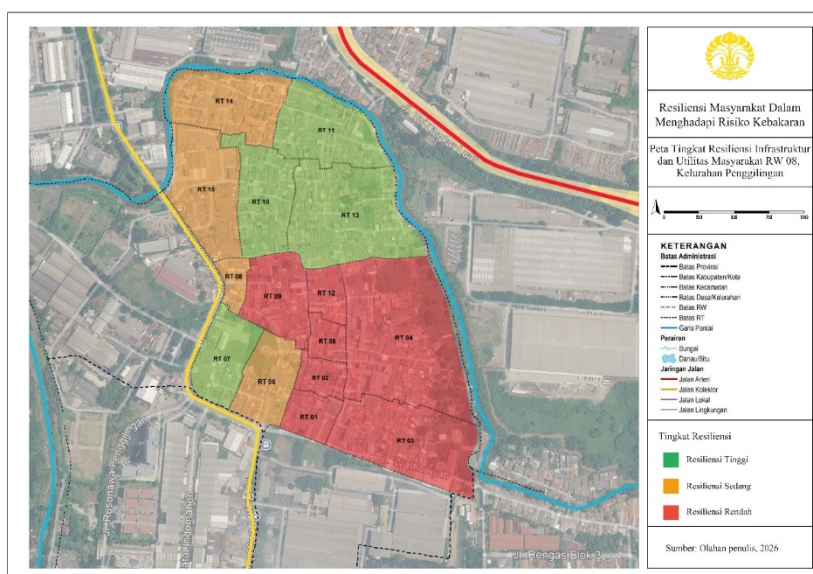 RT 14
RT 11
RT 15
RT 10
RT 13
RT 08
RT 09
RT 12
RT 04
RT 07
RT 06
RT 02
RT 01
RT 03
Jl. Rengas Elok 3
Resiliensi Masyarakat Dalam
Menghadapi Risiko Kebakaran
Peta Tingkat Resiliensi Infrastruktur
dan Utilitas Masyarakat RW 08,
Kelurahan Penggilingan
KETERANGAN
Batas Administrasi
Batas Provinsi
Batas Kabupaten/Kota
Batas Kecamatan
Batas Desa/Kelurahan
Batas RW
Batas RT
Garis Pantai
Perairan
Sungai
Danau/Situ
Jaringan Jalan
Jalan Arteri
Jalan Kolektor
Jalan Lokal
Jalan Lingkungan
Tingkat Resiliensi
Resiliensi Tinggi
Resiliensi Sedang
Resiliensi Rendah
Sumber: Olahan penulis, 2026